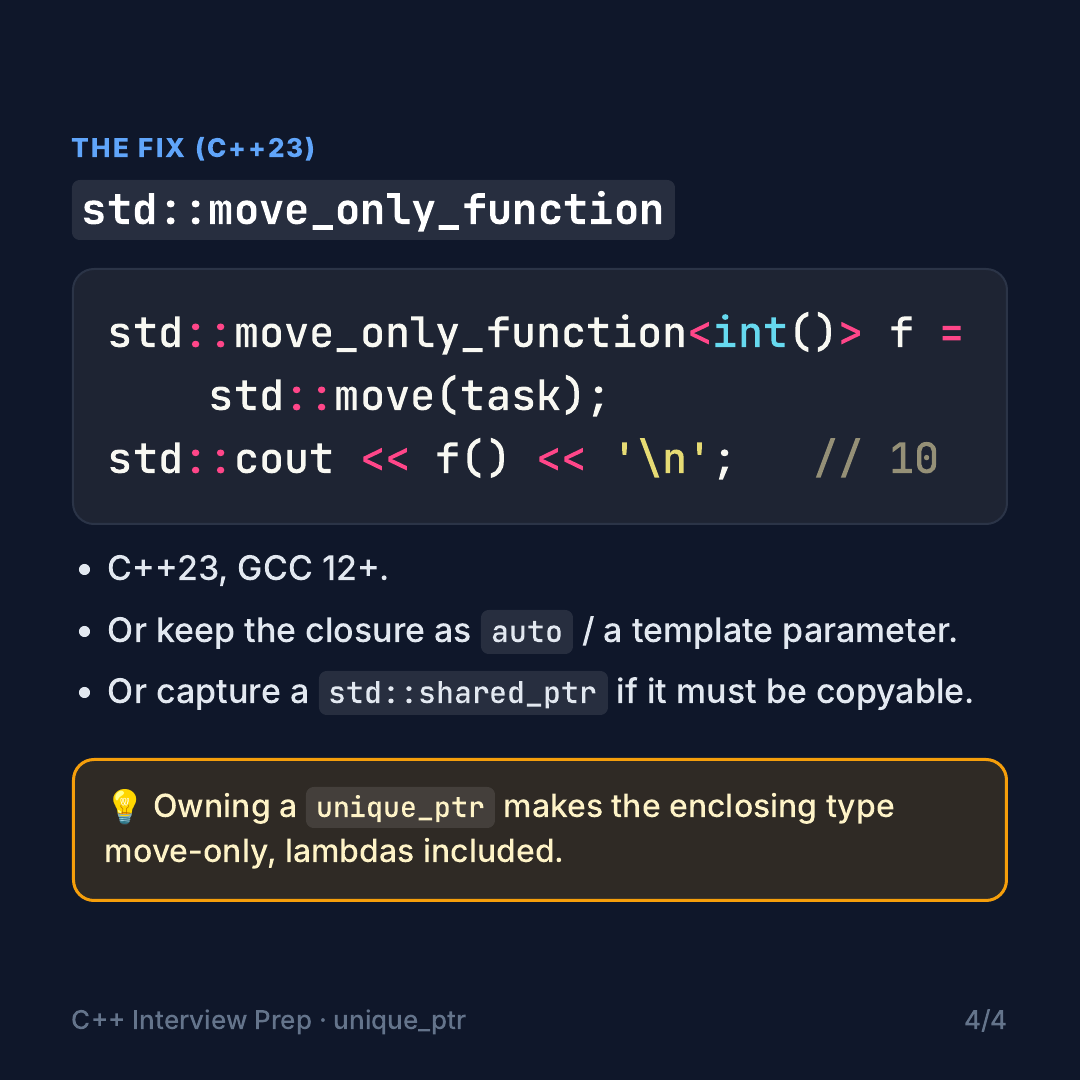 THE FIX (C++23)
std::move_only_function
std::move_only_function<int()> f =
    std::move(task);
std::cout << f() << '\n';   // 10
• C++23, GCC 12+.
• Or keep the closure as auto / a template parameter.
• Or capture a std::shared_ptr if it must be copyable.
💡 Owning a unique_ptr makes the enclosing type
move-only, lambdas included.
C++ Interview Prep · unique_ptr
4/4